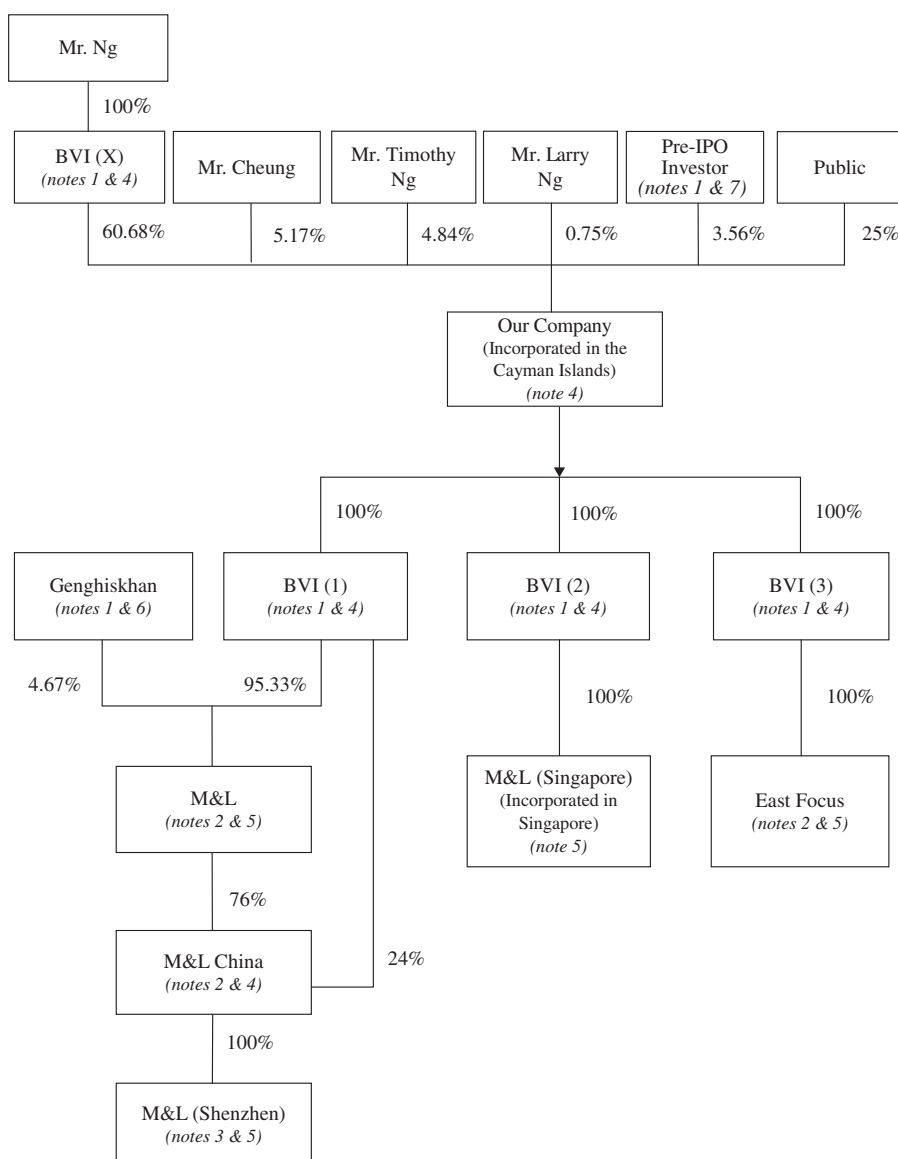 Mr. Ng
100%
BVI (X)
(notes 1 & 4)
Mr. Cheung
Mr. Timothy
Ng
Mr. Larry
Ng
Pre-IPO
Investor
(notes 1 & 7)
Public
60.68%
5.17%
4.84%
0.75%
3.56%
25%
Our Company
(Incorporated in the
Cayman Islands)
(note 4)
100%
100%
100%
Genghiskhan
(notes 1 & 6)
BVI (1)
(notes 1 & 4)
BVI (2)
(notes 1 & 4)
BVI (3)
(notes 1 & 4)
4.67%
95.33%
100%
100%
M&L
(notes 2 & 5)
M&L (Singapore)
(Incorporated in
Singapore)
(note 5)
East Focus
(notes 2 & 5)
76%
24%
M&L China
(notes 2 & 4)
100%
M&L (Shenzhen)
(notes 3 & 5)